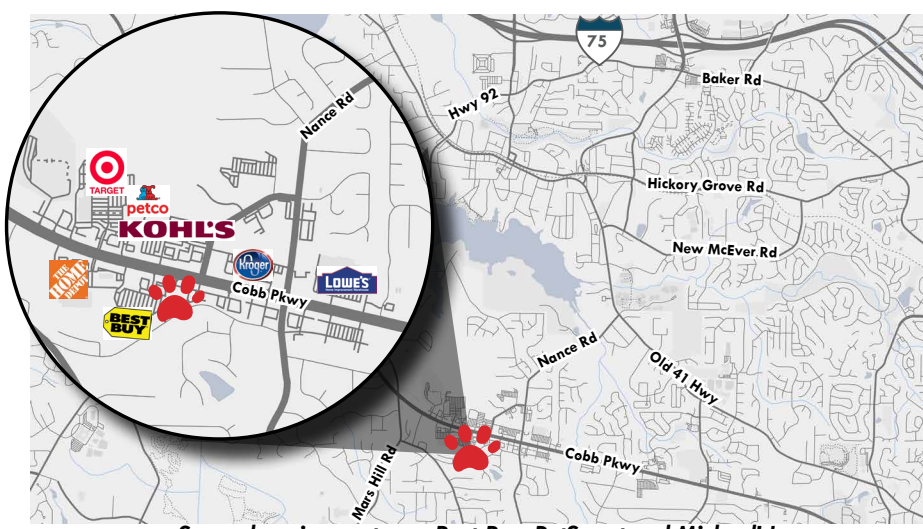 75
Baker Rd
Hwy 92
Nance Rd
TARGET
petco
KOHL'S
Hickory Grove Rd
New McEver Rd
THE HOME DEPOT
Kroger
LOWE'S
Cobb Pkwy
BEST BUY
Nance Rd
Old 41 Hwy
Mars Hill Rd
Cobb Pkwy